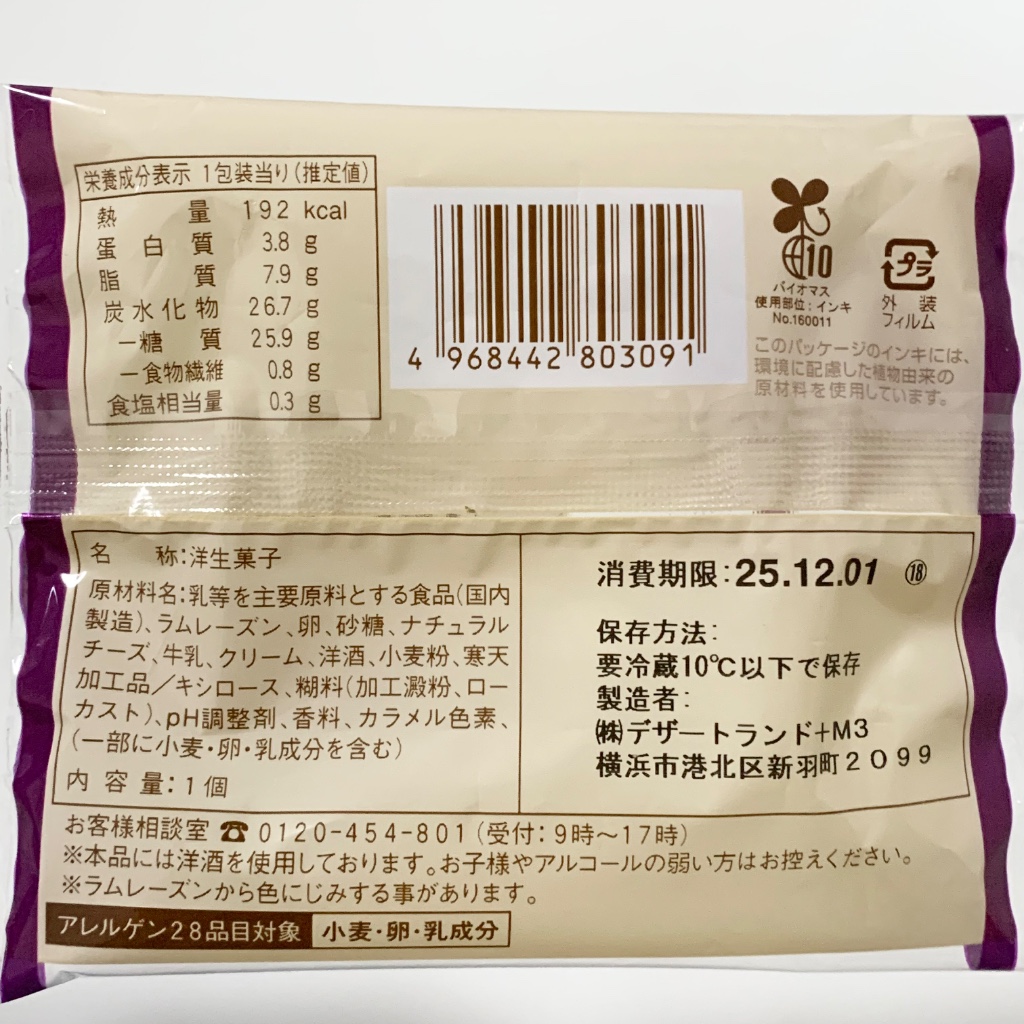 栄養成分表示 1包装当り(推定値)
熱量 192 kcal
蛋白質 3.8 g
脂質 7.9 g
炭水化物 26.7 g
－糖質 25.9 g
－食物繊維 0.8 g
食塩相当量 0.3 g
4 968442 803091
10
バイオマス
使用部位:インキ
No.160011
プラ
外装
フィルム
このパッケージのインキには、
環境に配慮した植物由来の
原材料を使用しています。
名称:洋生菓子
原材料名:乳等を主要原料とする食品(国内
製造)、ラムレーズン、卵、砂糖、ナチュラル
チーズ、牛乳、クリーム、洋酒、小麦粉、寒天
加工品/キシロース、糊料(加工澱粉、ロー
カスト)、pH調整剤、香料、カラメル色素、
(一部に小麦・卵・乳成分を含む)
内容量:1個
消費期限:25.12.01 ⑱
保存方法:
要冷蔵10℃以下で保存
製造者:
㈱デザートランド+M3
横浜市港北区新羽町2099
お客様相談室 ☎ 0120-454-801(受付:9時～17時)
※本品には洋酒を使用しております。お子様やアルコールの弱い方はお控えください。
※ラムレーズンから色にじみする事があります。
アレルゲン28品目対象 小麦・卵・乳成分